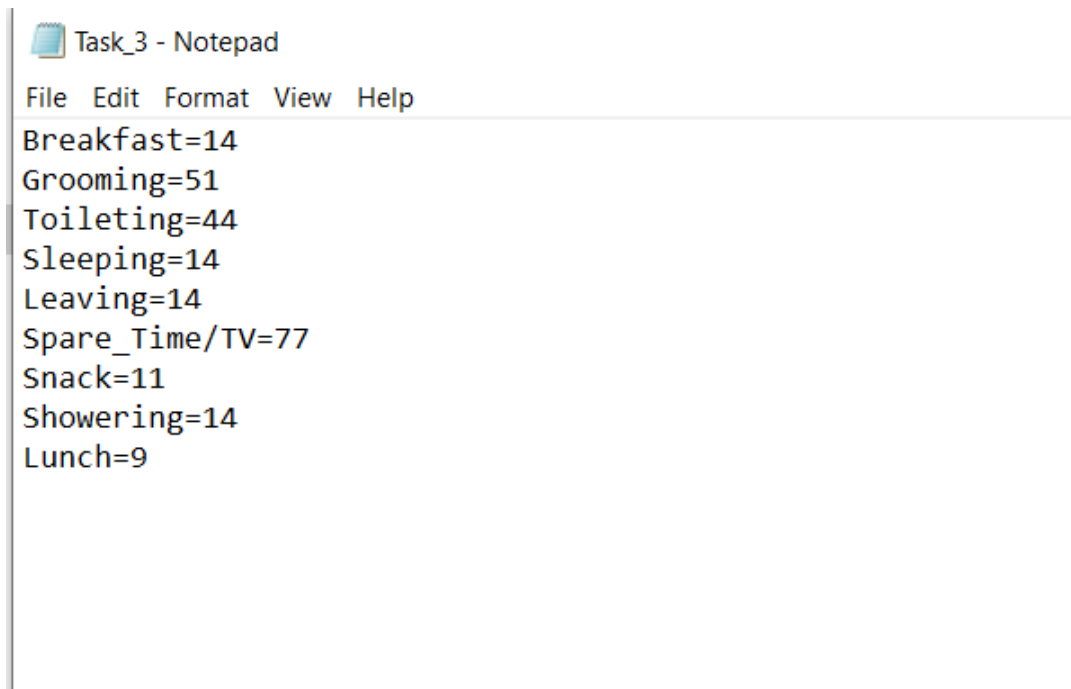 Task_3 - Notepad
File Edit Format View Help
Breakfast=14
Grooming=51
Toileting=44
Sleeping=14
Leaving=14
Spare_Time/TV=77
Snack=11
Showering=14
Lunch=9